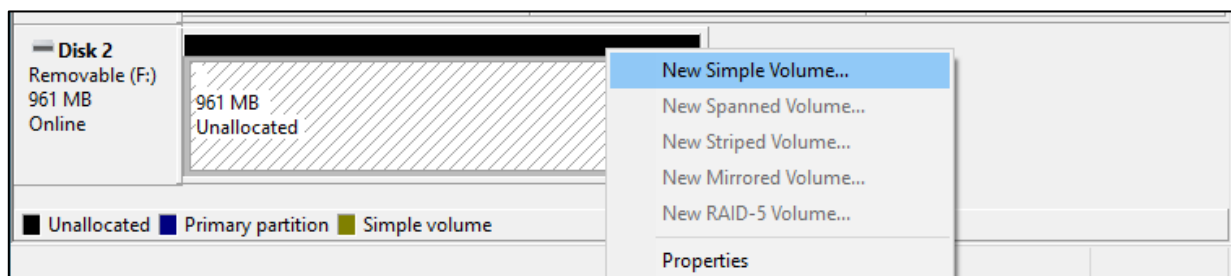 Disk 2
Removable (F:)
961 MB
Online
961 MB
Unallocated
New Simple Volume...
New Spanned Volume...
New Striped Volume...
New Mirrored Volume...
New RAID-5 Volume...
Properties
Unallocated Primary partition Simple volume